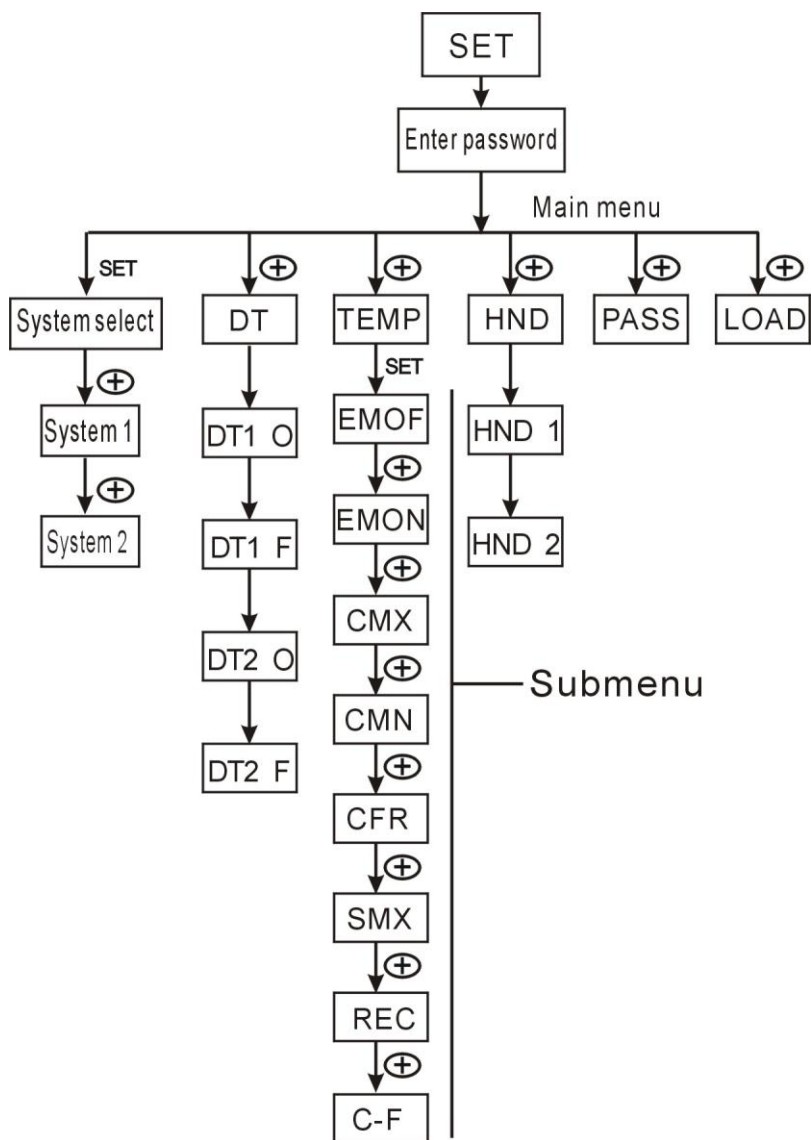 SET
Enter password
Main menu
SET
System select
DT
TEMP
HND
PASS
LOAD
SET
System 1
DT1 O
EMOF
HND 1
System 2
DT1 F
EMON
HND 2
CMX
DT2 O
Submenu
CMN
DT2 F
CFR
SMX
REC
C-F